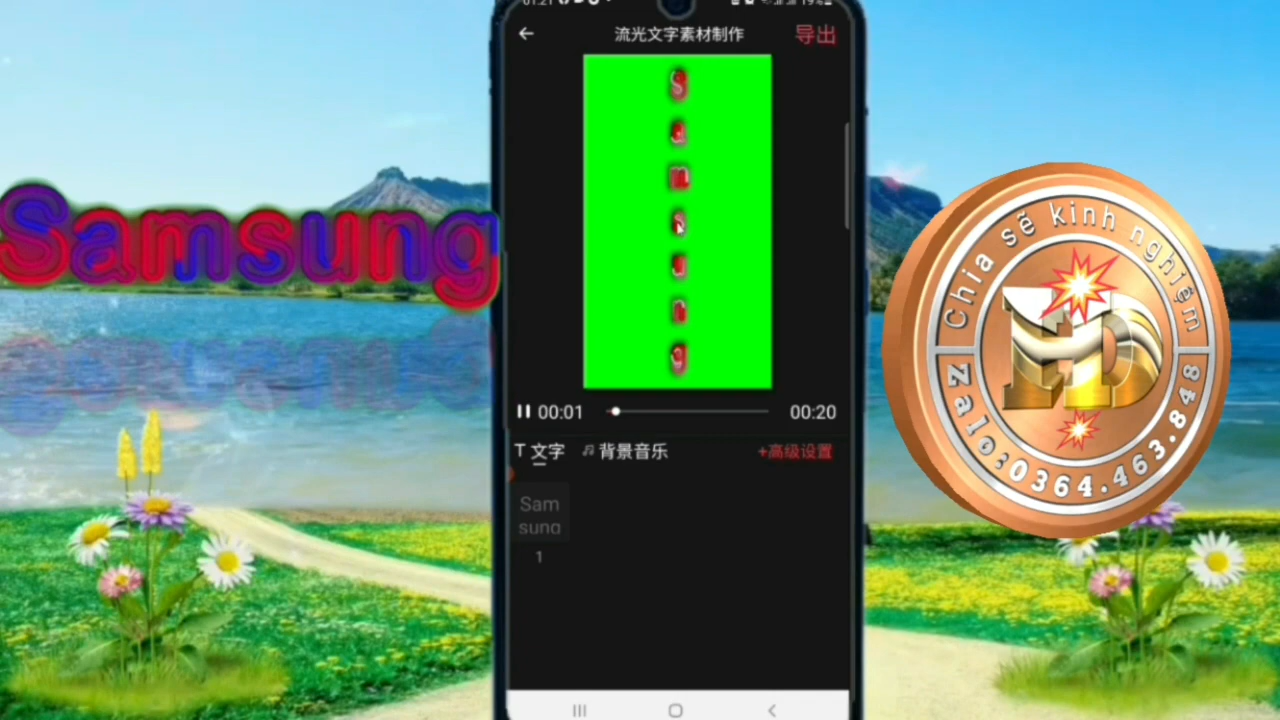 Samsung
流光文字素材制作
导出
S
a
m
s
u
n
g
00:01
00:20
T 文字
背景音乐
+高级设置
Sam
sung
1
Chia sẽ kinh nghiệm
HD
zalo:0364.463.848